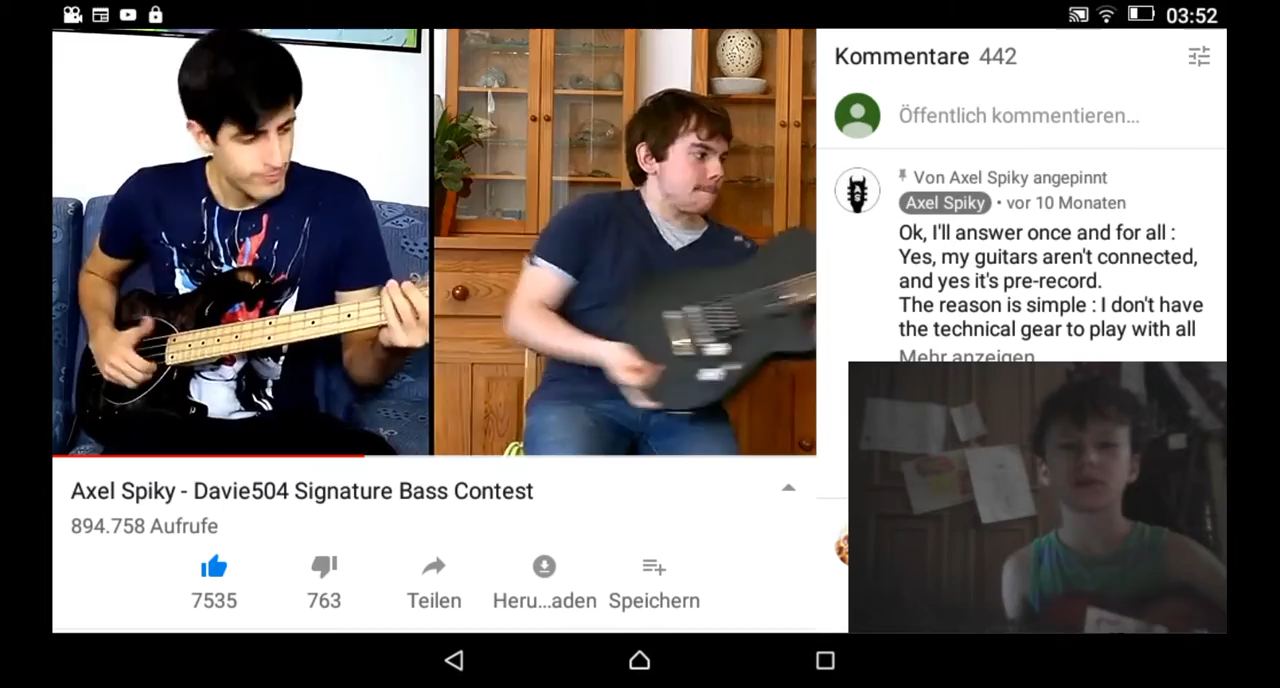 03:52
Axel Spiky - Davie504 Signature Bass Contest
894.758 Aufrufe
7535
763
Teilen
Heru...aden
Speichern
Kommentare 442
Öffentlich kommentieren...
Von Axel Spiky angepinnt
Axel Spiky • vor 10 Monaten
Ok, I'll answer once and for all :
Yes, my guitars aren't connected,
and yes it's pre-record.
The reason is simple : I don't have
the technical gear to play with all
Mehr anzeigen